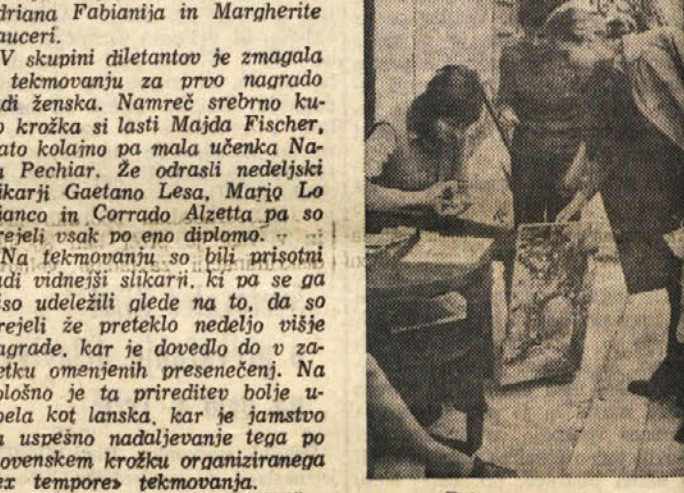 driana Fabianija in Margherite
auceri.
V skupini diletantov je zmagala
tekmovanju za prvo nagrado
di ženska. Namreč srebrno ku-
o krožka si lasti Majda Fischer,
ato kolajno pa mala učenka Na-
a Pechiar. Že odrasli nedeljski
ikarji Gaetano Lesa, Mario Lo
ianco in Corrado Alzetta pa so
rejeli vsak po eno diplomo.
Na tekmovanju so bili prisotni
udi vidnejši slikarji, ki pa se ga
iso udeležili glede na to, da so
rejeli že preteklo nedeljo višje
agrade, kar je dovedlo do v za-
etku omenjenih presenečenj. Na
plošno je ta prireditev bolje u-
pela kot lanska, kar je jamstvo
a uspešno nadaljevanje tega po
ovenskem krožku organiziranega
ex tempore» tekmovanja.